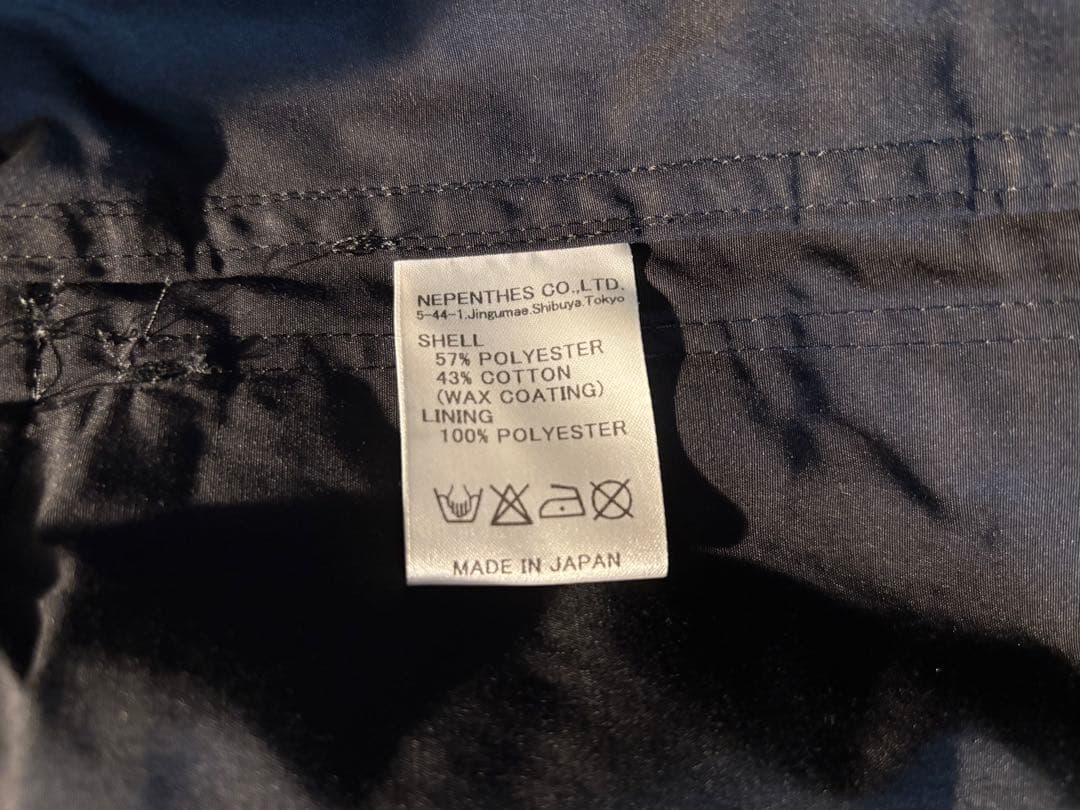 NEPENTHES CO.,LTD.
5-44-1.Jingumae.Shibuya.Tokyo
SHELL
57% POLYESTER
43% COTTON
(WAX COATING)
LINING
100% POLYESTER
MADE IN JAPAN